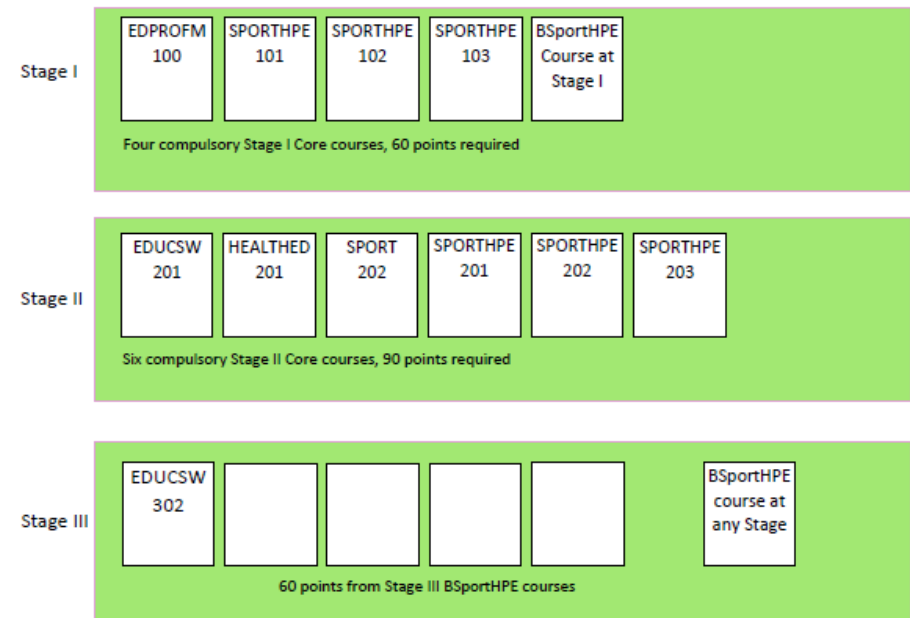 Stage I
EDPROFM
100
SPORTHPE
101
SPORTHPE
102
SPORTHPE
103
BSportHPE
Course at
Stage I
Four compulsory Stage I Core courses, 60 points required
Stage II
EDUCSW
201
HEALTHED
201
SPORT
202
SPORTHPE
201
SPORTHPE
202
SPORTHPE
203
Six compulsory Stage II Core courses, 90 points required
Stage III
EDUCSW
302
BSportHPE
course at
any Stage
60 points from Stage III BSportHPE courses